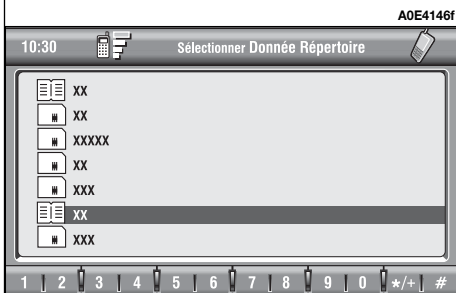 A0E4146f
10:30 Sélectionner Donnée Répertoire
XX
XX
XXXXX
XX
XXX
XX
XXX
1 2 3 4 5 6 7 8 9 0 */+ #